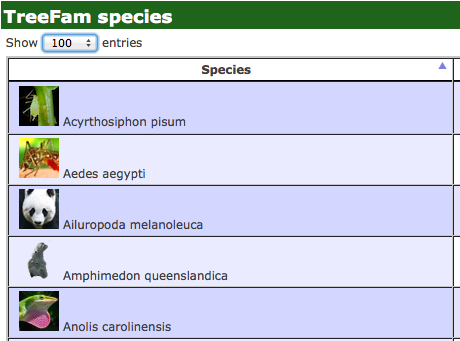 TreeFam species
Show 100 entries
Species
Acyrthosiphon pisum
Aedes aegypti
Ailuropoda melanoleuca
Amphimedon queenslandica
Anolis carolinensis